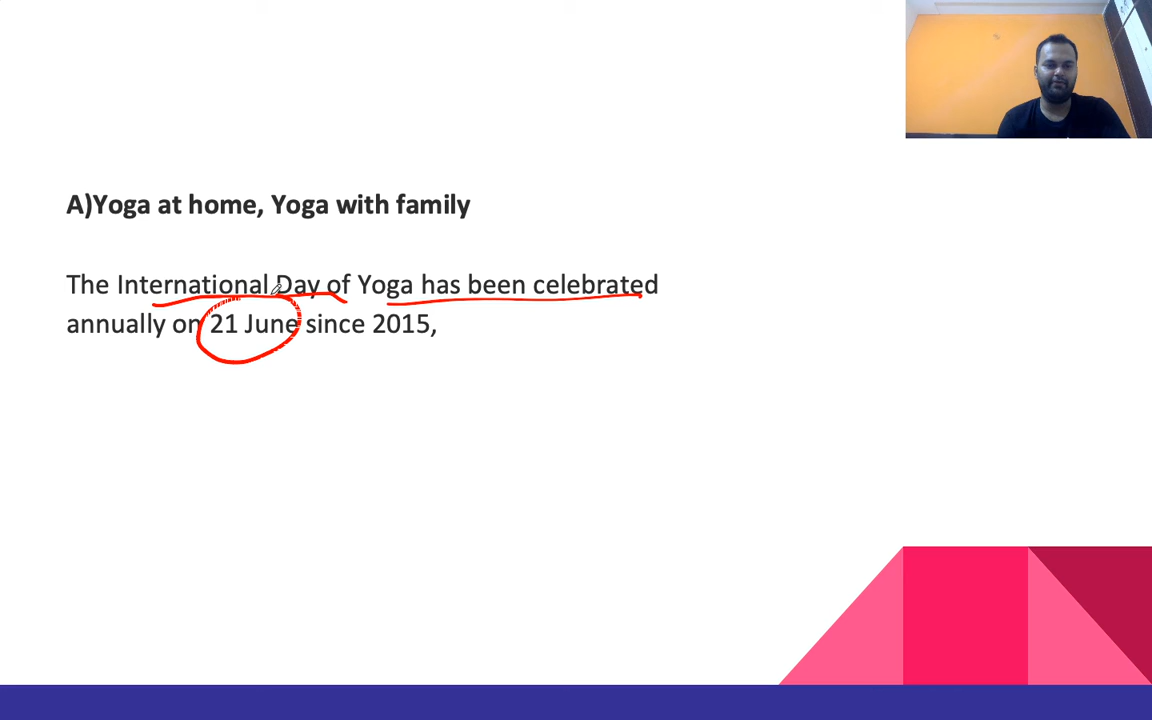 A)Yoga at home, Yoga with family
The International Day of Yoga has been celebrated
annually on 21 June since 2015,